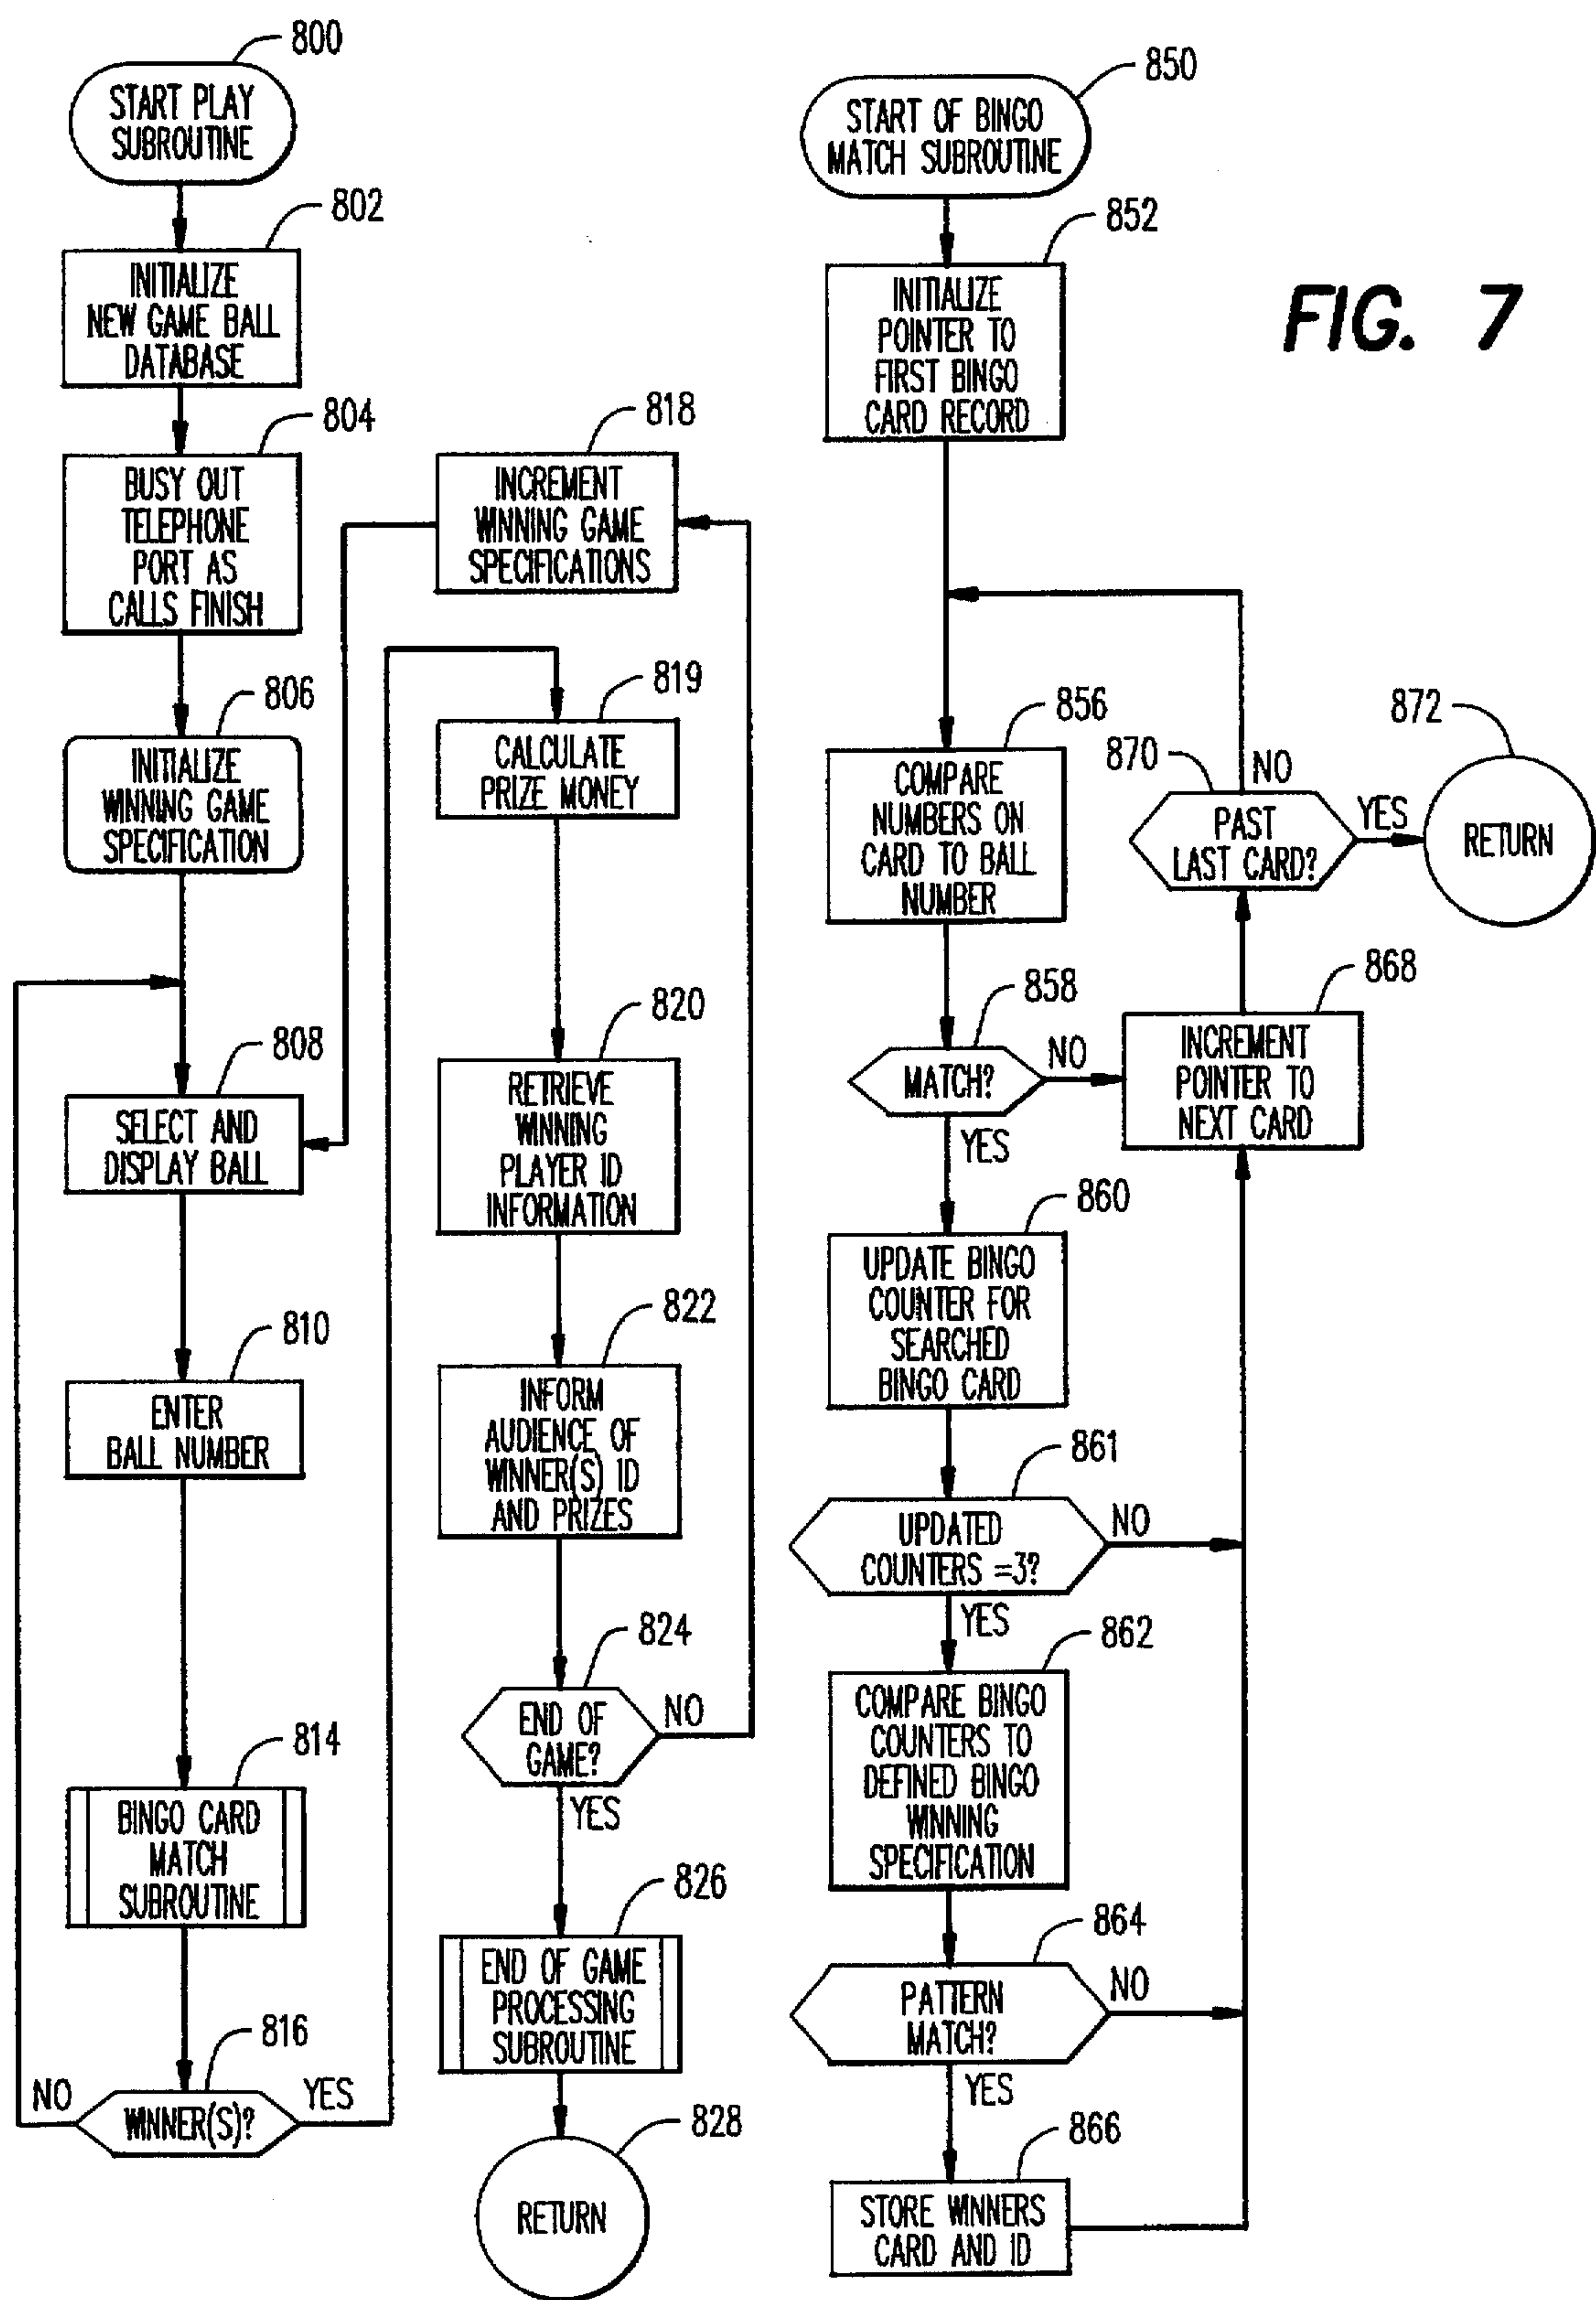 800
START PLAY
SUBROUTINE
802
INITIALIZE
NEW GAME BALL
DATABASE
804
BUSY OUT
TELEPHONE
PORT AS
CALLS FINISH
806
INITIALIZE
WINNING GAME
SPECIFICATION
808
SELECT AND
DISPLAY BALL
810
ENTER
BALL NUMBER
814
BINGO CARD
MATCH
SUBROUTINE
816
NO
WINNER(S)?
YES
818
INCREMENT
WINNING GAME
SPECIFICATIONS
819
CALCULATE
PRIZE MONEY
820
RETRIEVE
WINNING
PLAYER ID
INFORMATION
822
INFORM
AUDIENCE OF
WINNER(S) ID
AND PRIZES
824
END OF
GAME?
NO
YES
826
END OF GAME
PROCESSING
SUBROUTINE
828
RETURN
850
START OF BINGO
MATCH SUBROUTINE
852
INITIALIZE
POINTER TO
FIRST BINGO
CARD RECORD
FIG. 7
856
COMPARE
NUMBERS ON
CARD TO BALL
NUMBER
858
MATCH?
NO
YES
860
UPDATE BINGO
COUNTER FOR
SEARCHED
BINGO CARD
861
UPDATED
COUNTERS =3?
NO
YES
862
COMPARE BINGO
COUNTERS TO
DEFINED BINGO
WINNING
SPECIFICATION
864
PATTERN
MATCH?
NO
YES
866
STORE WINNERS
CARD AND ID
868
INCREMENT
POINTER TO
NEXT CARD
870
PAST
LAST CARD?
NO
YES
872
RETURN